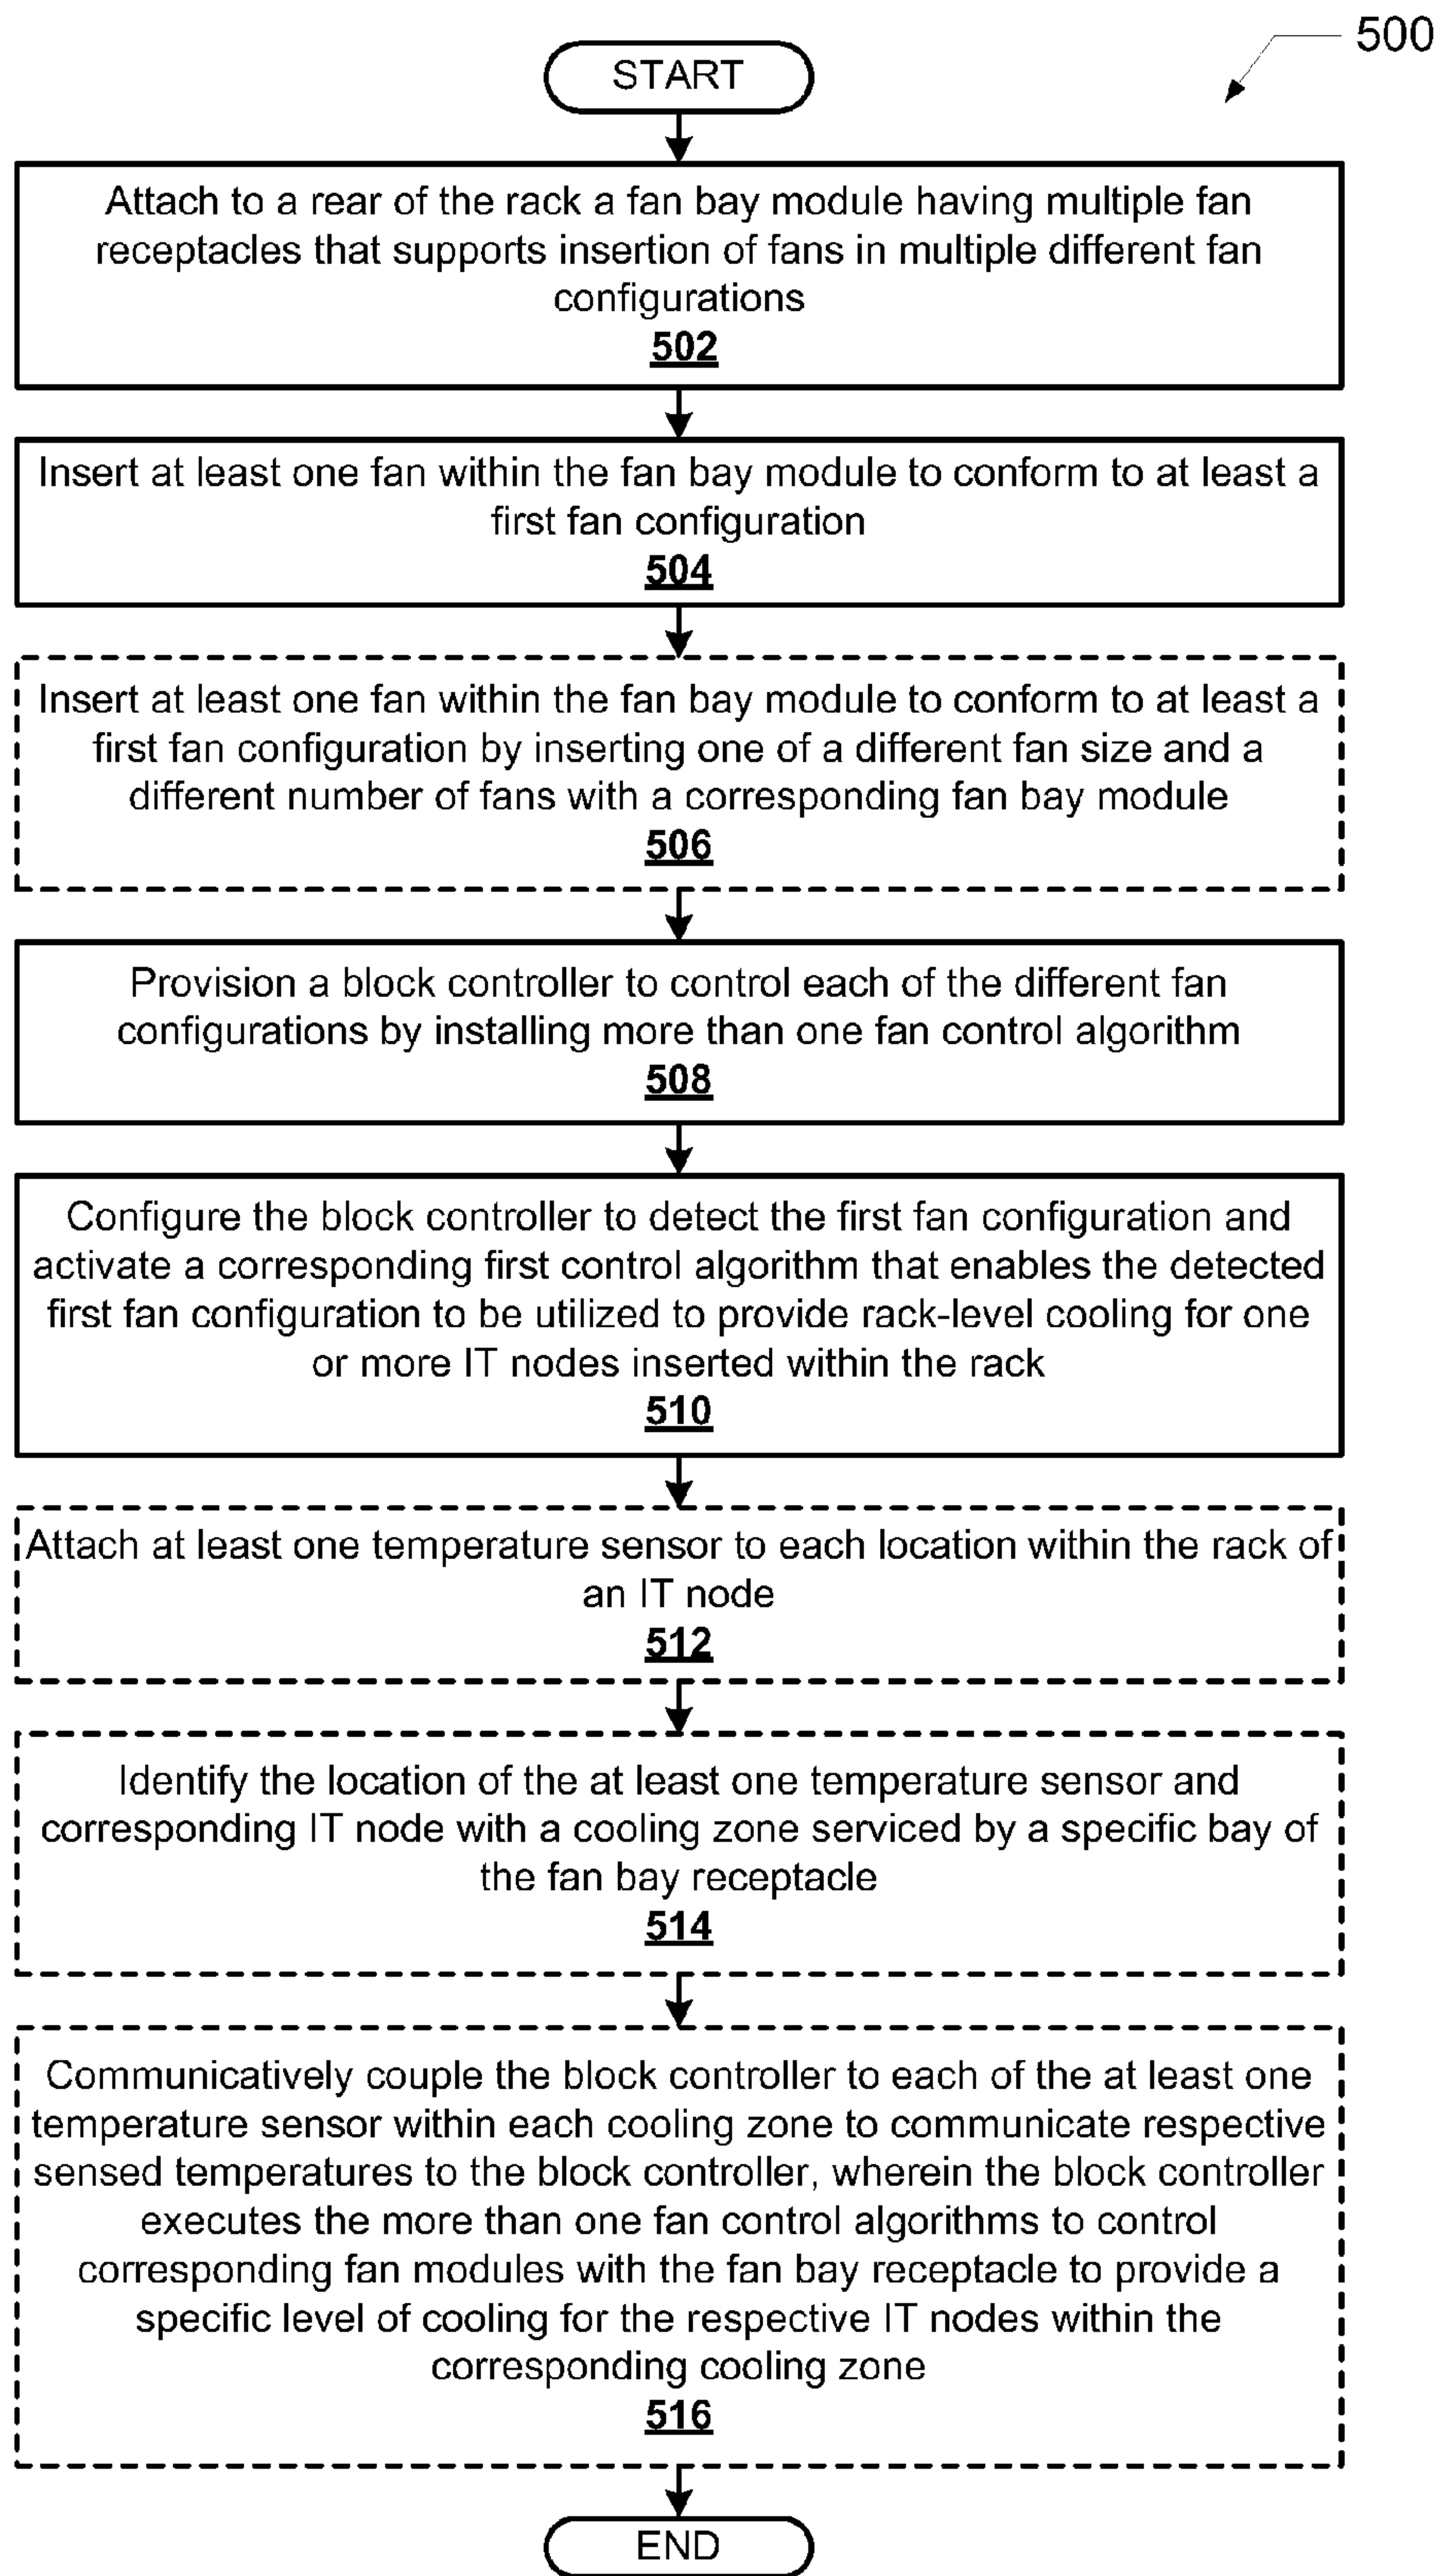 500
START
Attach to a rear of the rack a fan bay module having multiple fan
receptacles that supports insertion of fans in multiple different fan
configurations
502
Insert at least one fan within the fan bay module to conform to at least a
first fan configuration
504
Insert at least one fan within the fan bay module to conform to at least a
first fan configuration by inserting one of a different fan size and a
different number of fans with a corresponding fan bay module
506
Provision a block controller to control each of the different fan
configurations by installing more than one fan control algorithm
508
Configure the block controller to detect the first fan configuration and
activate a corresponding first control algorithm that enables the detected
first fan configuration to be utilized to provide rack-level cooling for one
or more IT nodes inserted within the rack
510
Attach at least one temperature sensor to each location within the rack of
an IT node
512
Identify the location of the at least one temperature sensor and
corresponding IT node with a cooling zone serviced by a specific bay of
the fan bay receptacle
514
Communicatively couple the block controller to each of the at least one
temperature sensor within each cooling zone to communicate respective
sensed temperatures to the block controller, wherein the block controller
executes the more than one fan control algorithms to control
corresponding fan modules with the fan bay receptacle to provide a
specific level of cooling for the respective IT nodes within the
corresponding cooling zone
516
END